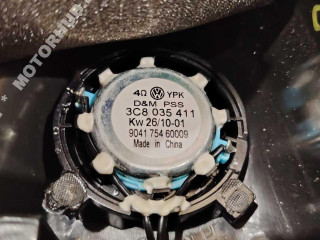 MOTORHUB
4Ω YPK
D&M PSS
3C8 035 411
Kw 26/10-01
9041 754 60009
Made in China